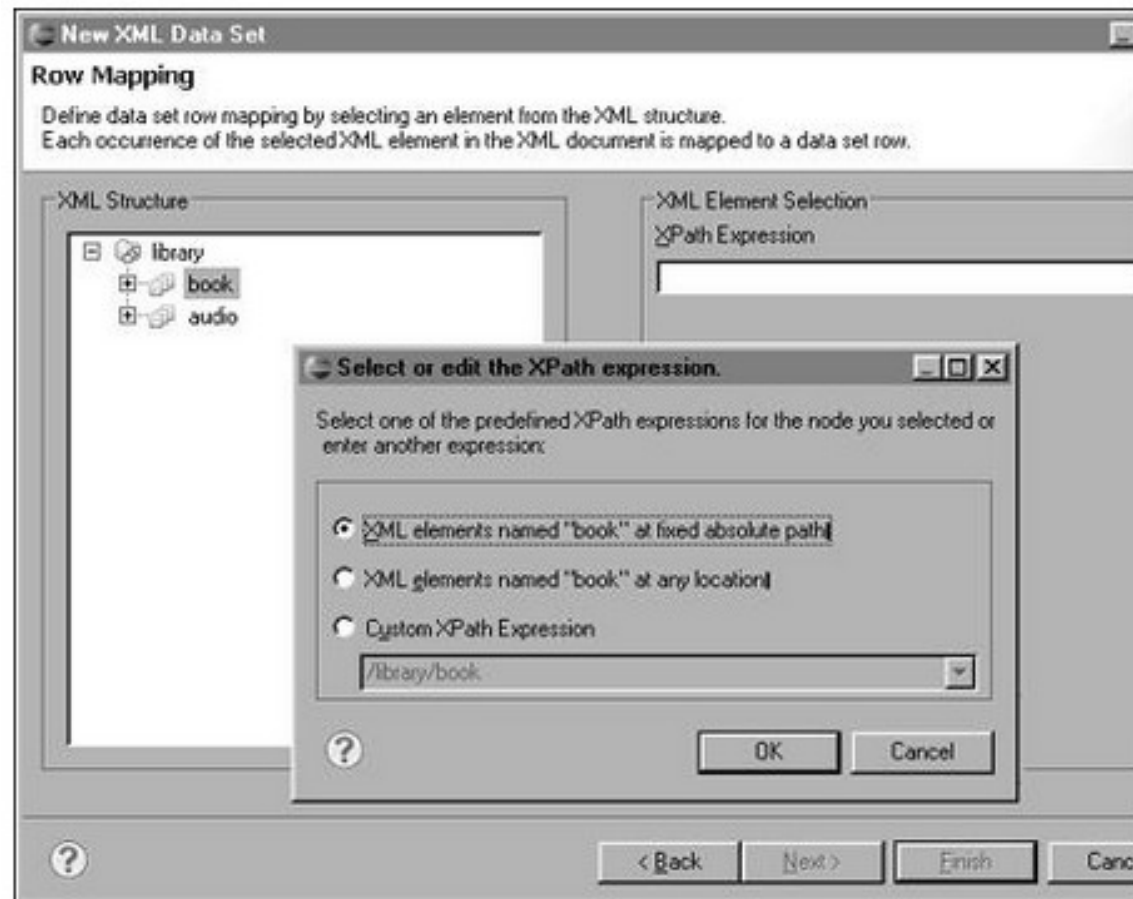 New XML Data Set
Row Mapping
Define data set row mapping by selecting an element from the XML structure.
Each occurrence of the selected XML element in the XML document is mapped to a data set row.
XML Structure
library
book
audio
XML Element Selection
XPath Expression
Select or edit the XPath expression.
Select one of the predefined XPath expressions for the node you selected or
enter another expression:
XML elements named "book" at fixed absolute path
XML elements named "book" at any location
Custom XPath Expression
/library/book
?
OK
Cancel
?
< Back
Next >
Finish
Canc